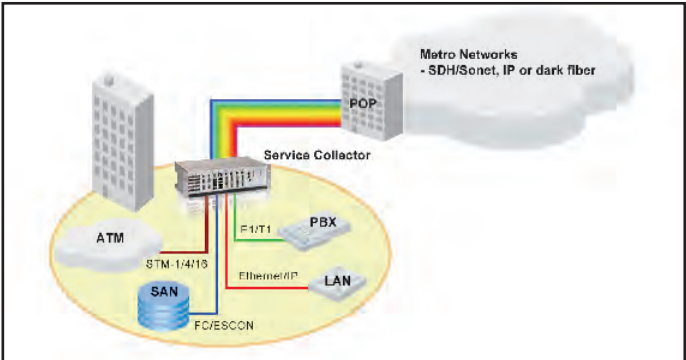 Metro Networks
- SDH/Sonet, IP or dark fiber
POP
Service Collector
ATM
E1/T1
PBX
STM-1/4/16
Ethernet/IP
LAN
SAN
FC/ESCON